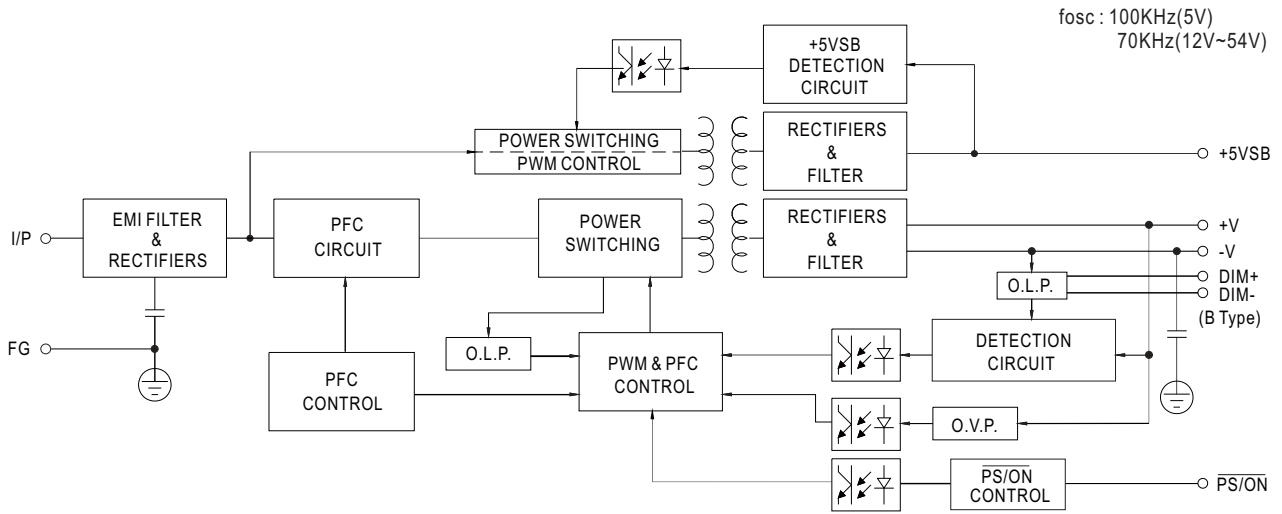 fosc : 100KHz(5V)
70KHz(12V~54V)
+5VSB
DETECTION
CIRCUIT
POWER SWITCHING
PWM CONTROL
RECTIFIERS
&
FILTER
+5VSB
I/P
EMI FILTER
&
RECTIFIERS
PFC
CIRCUIT
POWER
SWITCHING
RECTIFIERS
&
FILTER
+V
-V
O.L.P.
DIM+
DIM-
(B Type)
FG
PFC
CONTROL
O.L.P.
PWM & PFC
CONTROL
DETECTION
CIRCUIT
O.V.P.
PS/ON
CONTROL
PS/ON